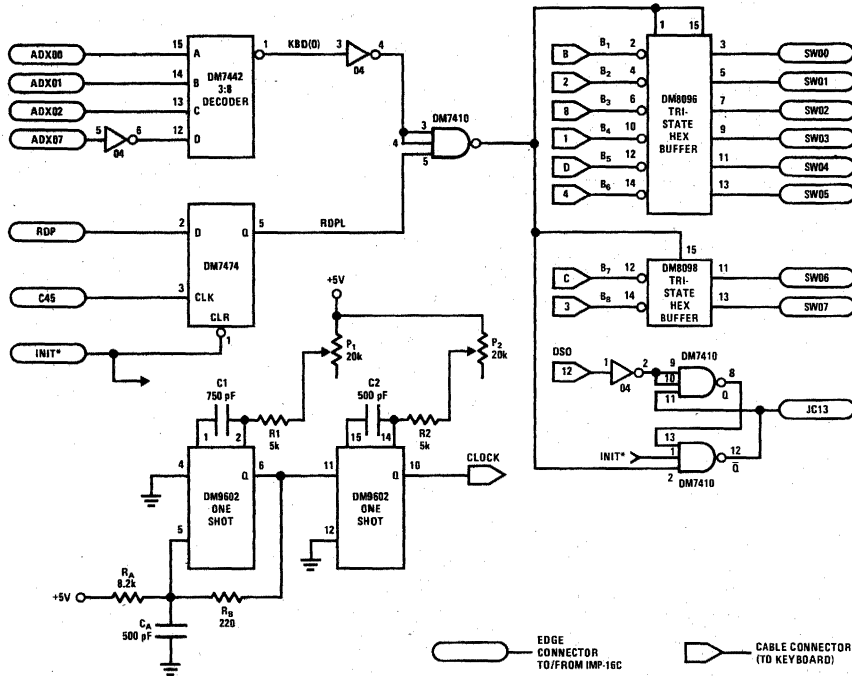 ADX00
ADX01
ADX02
ADX07
15
14
13
12
5
6
04
A
B
C
D
DM7442
3:8
DECODER
1
KBD(0)
3
4
04
DM7410
3
4
5
RDP
C45
INIT*
2
3
D
Q
DM7474
CLK
CLR
1
5
RDPL
B
2
8
1
D
4
B1
B2
B3
B4
B5
B6
2
4
6
10
12
14
1
15
DM8096
TRI-
STATE
HEX
BUFFER
3
5
7
9
11
13
SW00
SW01
SW02
SW03
SW04
SW05
C
3
B7
B8
12
14
15
DM8098
TRI-
STATE
HEX
BUFFER
11
13
SW06
SW07
DSO
12
1
2
04
DM7410
9
10
11
8
Q
JC13
INIT*
13
1
2
12
Q̅
DM7410
+5V
P1
20k
P2
20k
C1
750 pF
R1
5k
C2
500 pF
R2
5k
1
2
4
5
6
Q
DM9602
ONE
SHOT
15
14
11
12
10
Q
DM9602
ONE
SHOT
CLOCK
+5V
RA
8.2k
RB
220
CA
500 pF
EDGE
CONNECTOR
TO/FROM IMP-16C
CABLE CONNECTOR
(TO KEYBOARD)